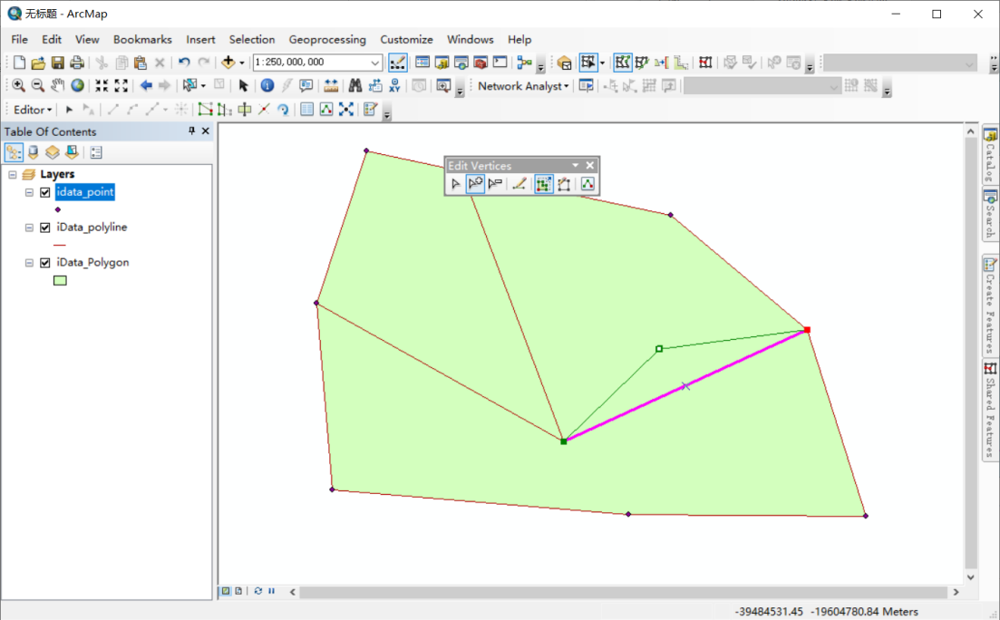 无标题 - ArcMap
File Edit View Bookmarks Insert Selection Geoprocessing Customize Windows Help
1:250,000,000
Network Analyst
Editor
Table Of Contents
Layers
idata_point
iData_polyline
iData_Polygon
Edit Vertices
Catalog
Search
Create Features
Shared Features
-39484531.45 -19604780.84 Meters